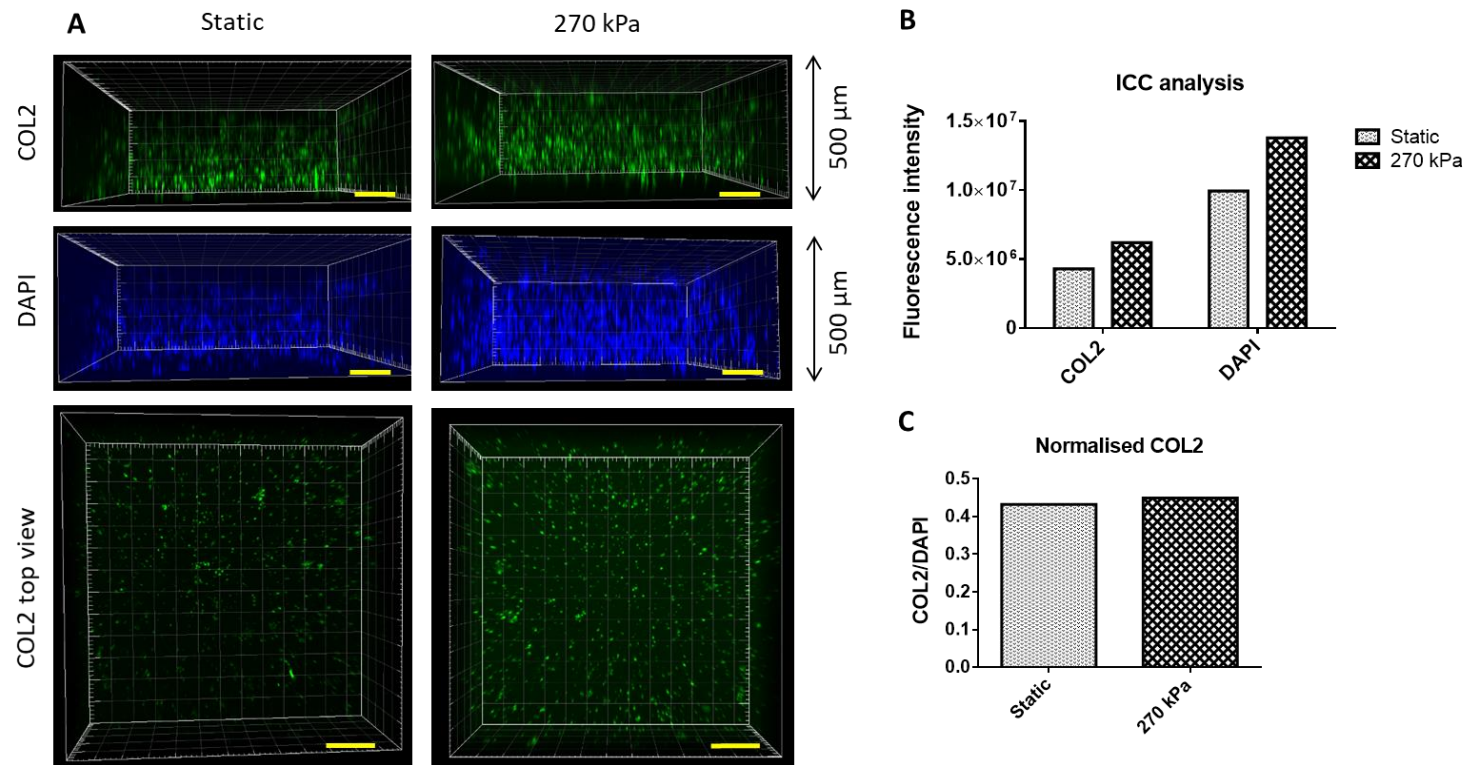 A
Static
270 kPa
COL2
500 µm
DAPI
500 µm
COL2 top view
B
ICC analysis
Fluorescence intensity
1.5×10⁷
1.0×10⁷
5.0×10⁶
0
COL2
DAPI
Static
270 kPa
C
Normalised COL2
COL2/DAPI
0.5
0.4
0.3
0.2
0.1
0.0
Static
270 kPa